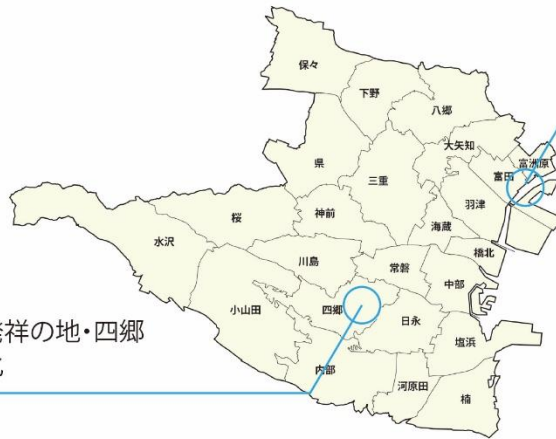 保々
下野
八郷
大矢知
富洲原
富田
県
三重
羽津
海蔵
橋北
桜
神前
水沢
川島
常磐
中部
小山田
四郷
日永
塩浜
内部
河原田
楠
発祥の地・四郷